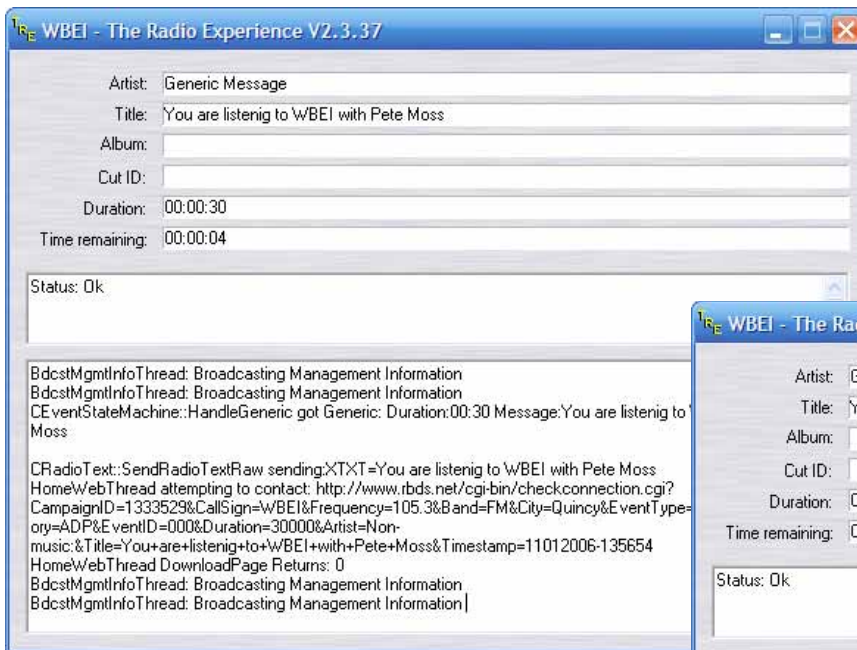 TRE WBEI - The Radio Experience V2.3.37
Artist: Generic Message
Title: You are listenig to WBEI with Pete Moss
Album:
Cut ID:
Duration: 00:00:30
Time remaining: 00:00:04
Status: Ok
BdcstMgmtInfoThread: Broadcasting Management Information
BdcstMgmtInfoThread: Broadcasting Management Information
CEventStateMachine::HandleGeneric got Generic: Duration:00:30 Message:You are listenig to
Moss
CRadioText::SendRadioTextRaw sending:XTXT=You are listenig to WBEI with Pete Moss
HomeWebThread attempting to contact: http://www.rbds.net/cgi-bin/checkconnection.cgi?
CampaignID=1333529&CallSign=WBEI&Frequency=105.3&Band=FM&City=Quincy&EventType=
ory=ADP&EventID=000&Duration=30000&Artist=Non-
music:&Title=You+are+listenig+to+WBEI+with+Pete+Moss&Timestamp=11012006-135654
HomeWebThread DownloadPage Returns: 0
BdcstMgmtInfoThread: Broadcasting Management Information
BdcstMgmtInfoThread: Broadcasting Management Information
TRE WBEI - The Ra
Artist: G
Title: Y
Album:
Cut ID:
Duration: 0
Time remaining: 0
Status: Ok